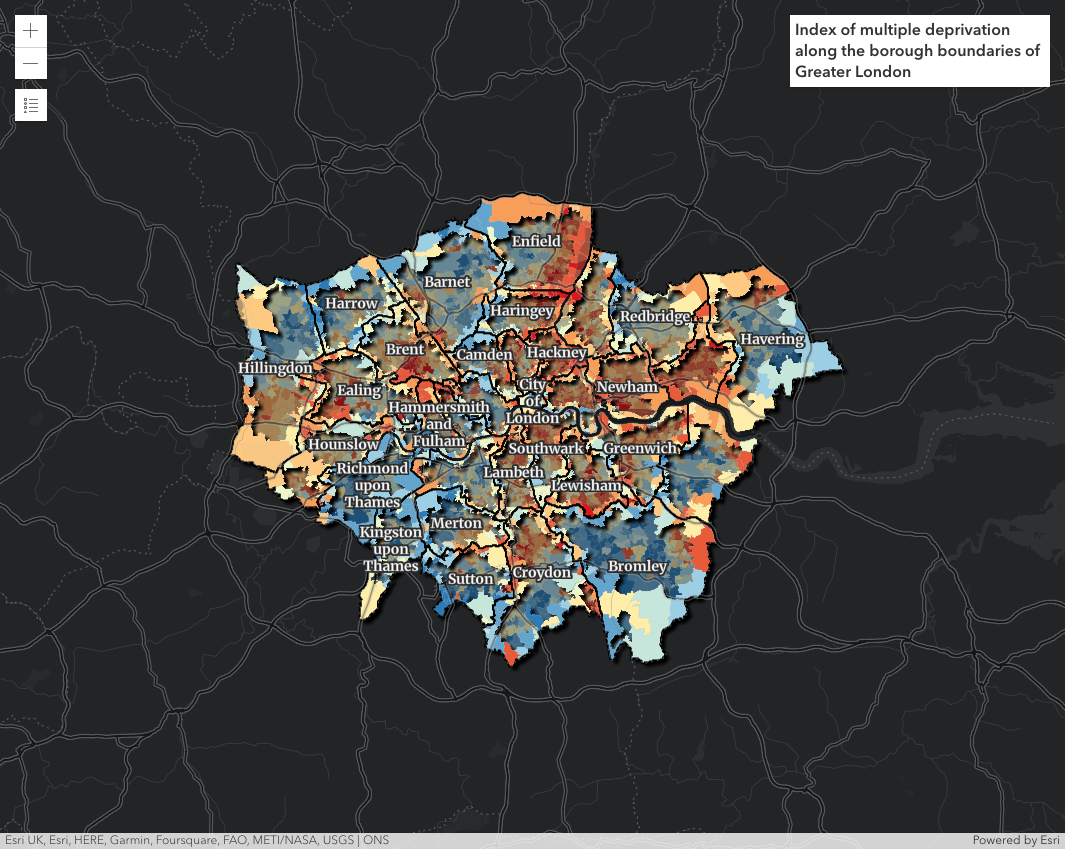 Index of multiple deprivation
along the borough boundaries of
Greater London
Enfield
Barnet
Harrow
Haringey
Redbridge
Havering
Brent
Camden
Hackney
Hillingdon
Ealing
City
of
London
Newham
Hammersmith
and
Fulham
Hounslow
Southwark
Greenwich
Richmond
upon
Thames
Lambeth
Lewisham
Merton
Kingston
upon
Thames
Sutton
Croydon
Bromley
Esri UK, Esri, HERE, Garmin, Foursquare, FAO, METI/NASA, USGS | ONS
Powered by Esri